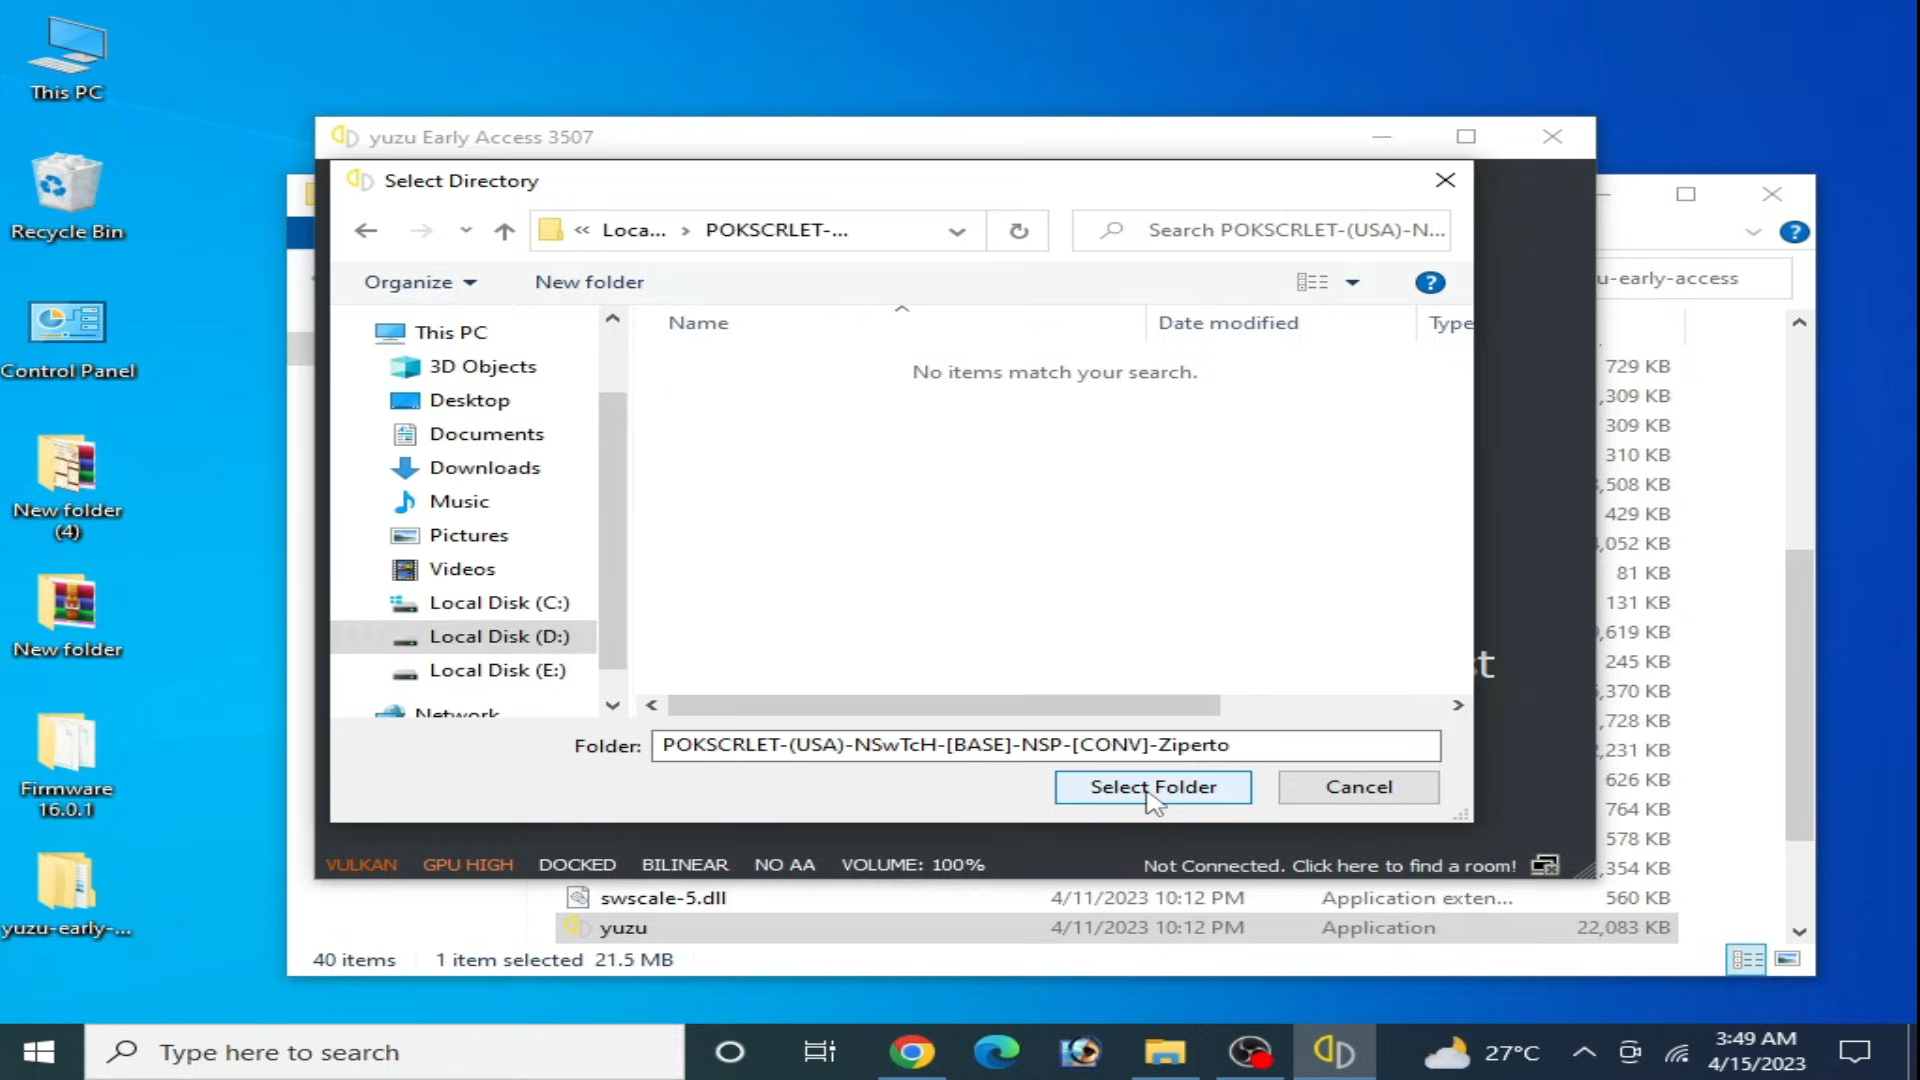 This PC
Recycle Bin
Control Panel
New folder
(4)
New folder
Firmware
16.0.1
yuzu-early-...
yuzu Early Access 3507
Select Directory
« Loca... › POKSCRLET-...
Search POKSCRLET-(USA)-N...
Organize
New folder
?
?
u-early-access
This PC
3D Objects
Desktop
Documents
Downloads
Music
Pictures
Videos
Local Disk (C:)
Local Disk (D:)
Local Disk (E:)
Network
Name
Date modified
Type
No items match your search.
Folder: POKSCRLET-(USA)-NSwTcH-[BASE]-NSP-[CONV]-Ziperto
Select Folder
Cancel
st
729 KB
,309 KB
309 KB
310 KB
,508 KB
429 KB
,052 KB
81 KB
131 KB
,619 KB
245 KB
,370 KB
,728 KB
,231 KB
626 KB
764 KB
578 KB
,354 KB
VULKAN GPU HIGH DOCKED BILINEAR NO AA VOLUME: 100%
Not Connected. Click here to find a room!
swscale-5.dll 4/11/2023 10:12 PM Application exten... 560 KB
yuzu 4/11/2023 10:12 PM Application 22,083 KB
40 items 1 item selected 21.5 MB
Type here to search
27°C
3:49 AM
4/15/2023